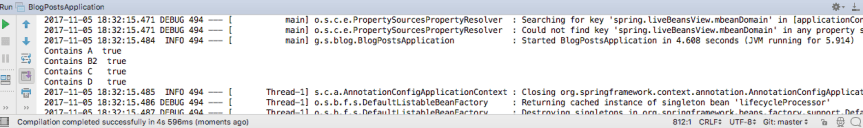 Run BlogPostsApplication
2017-11-05 18:32:15.471 DEBUG 494 --- [ main] o.s.c.e.PropertySourcesPropertyResolver : Searching for key 'spring.liveBeansView.mbeanDomain' in [applicationCo
2017-11-05 18:32:15.471 DEBUG 494 --- [ main] o.s.c.e.PropertySourcesPropertyResolver : Could not find key 'spring.liveBeansView.mbeanDomain' in any property s
2017-11-05 18:32:15.484 INFO 494 --- [ main] g.s.blog.BlogPostsApplication : Started BlogPostsApplication in 4.608 seconds (JVM running for 5.914)
Contains A true
Contains B2 true
Contains C true
Contains D true
2017-11-05 18:32:15.485 INFO 494 --- [ Thread-1] s.c.a.AnnotationConfigApplicationContext : Closing org.springframework.context.annotation.AnnotationConfigApplicat
2017-11-05 18:32:15.486 DEBUG 494 --- [ Thread-1] o.s.b.f.s.DefaultListableBeanFactory : Returning cached instance of singleton bean 'lifecycleProcessor'
2017-11-05 18:32:15.487 DEBUG 494 --- [ Thread-1] o.s.b.f.s.DefaultListableBeanFactory : Destroying singletons in org.springframework.beans.factory.support.Defau
Compilation completed successfully in 4s 596ms (moments ago) 812:1 CRLF÷ UTF-8÷ Git: master÷